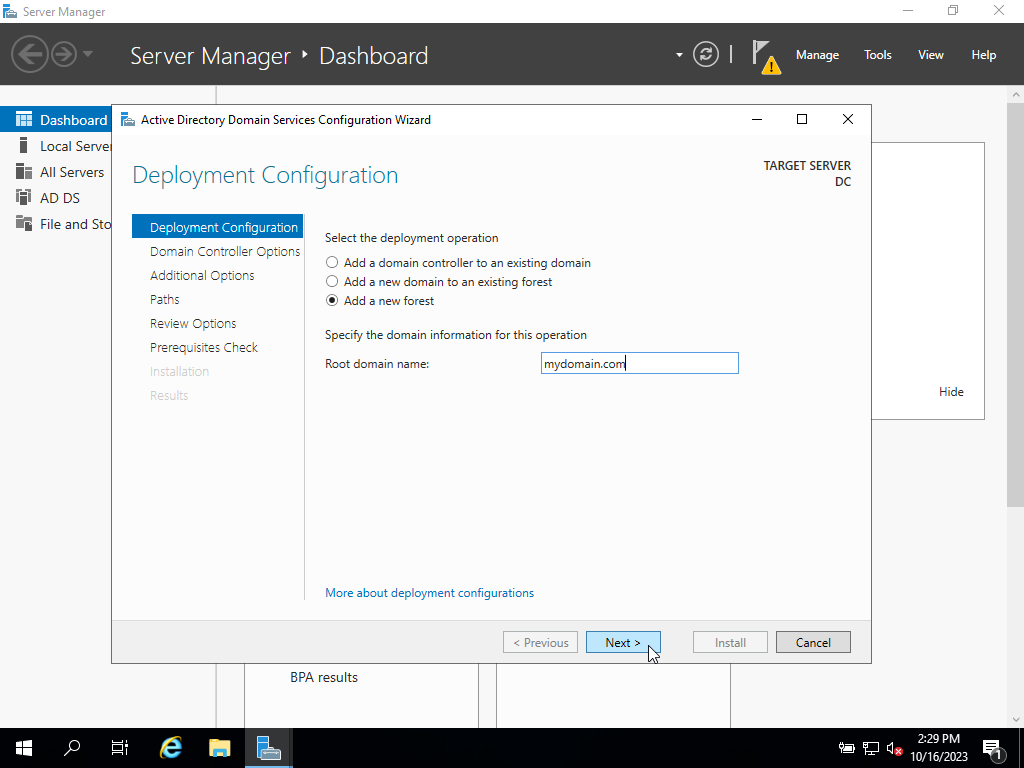 Server Manager
Server Manager ‣ Dashboard
Manage Tools View Help
Dashboard
Local Server
All Servers
AD DS
File and Sto
Active Directory Domain Services Configuration Wizard
Deployment Configuration
TARGET SERVER
DC
Deployment Configuration
Domain Controller Options
Additional Options
Paths
Review Options
Prerequisites Check
Installation
Results
Select the deployment operation
Add a domain controller to an existing domain
Add a new domain to an existing forest
Add a new forest
Specify the domain information for this operation
Root domain name: mydomain.com
More about deployment configurations
< Previous Next > Install Cancel
Hide
BPA results
2:29 PM
10/16/2023
1